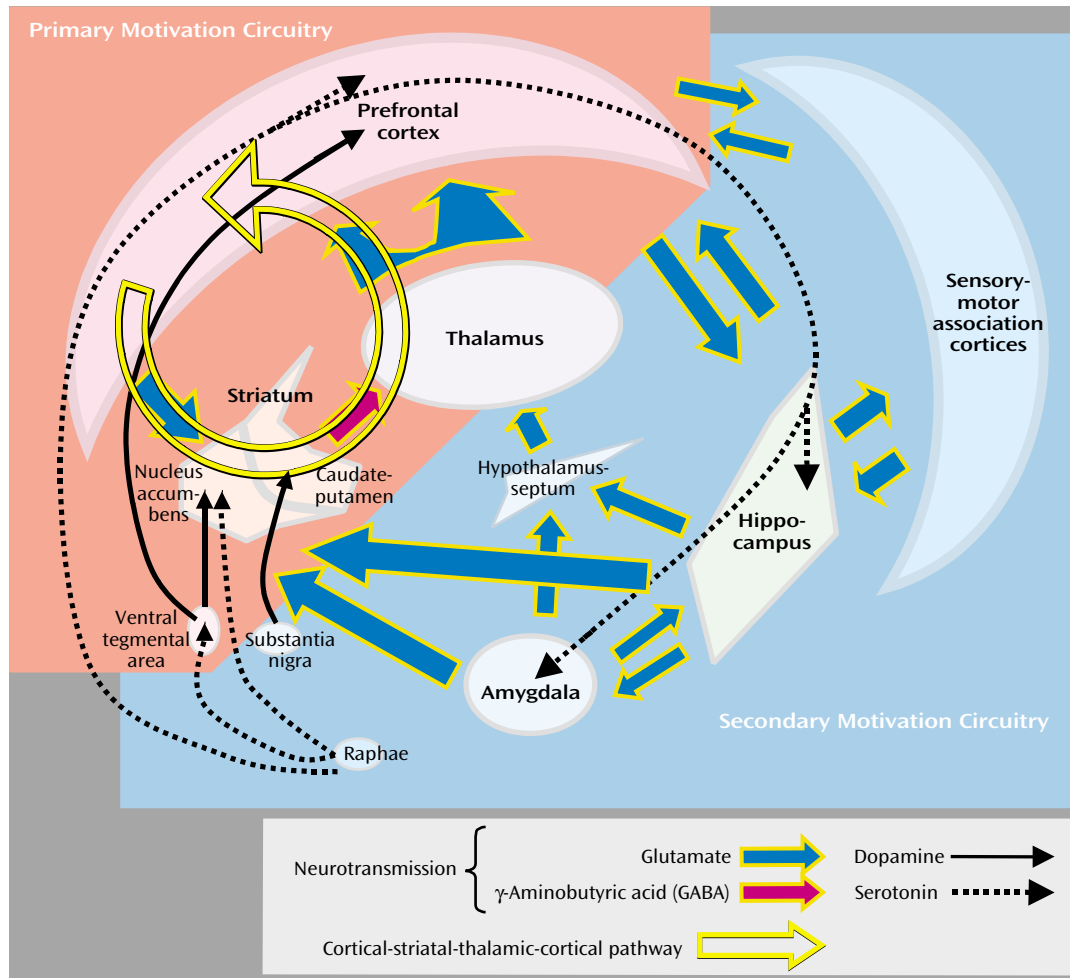 Primary Motivation Circuitry
Prefrontal
cortex
Sensory-
motor
association
cortices
Thalamus
Striatum
Nucleus
accum-
bens
Caudate-
putamen
Hypothalamus-
septum
Hippo-
campus
Ventral
tegmental
area
Substantia
nigra
Amygdala
Secondary Motivation Circuitry
Raphae
Neurotransmission
Glutamate
Dopamine
γ-Aminobutyric acid (GABA)
Serotonin
Cortical-striatal-thalamic-cortical pathway